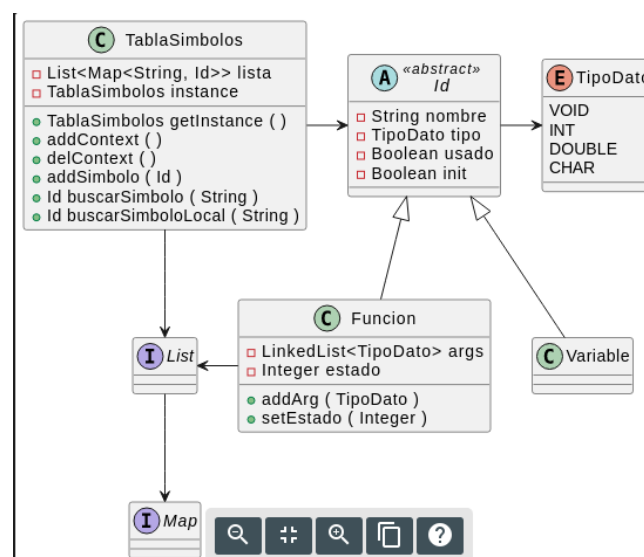 C TablaSimbolos
List<Map<String, Id>> lista
TablaSimbolos instance
TablaSimbolos getInstance ( )
addContext ( )
delContext ( )
addSimbolo ( Id )
Id buscarSimbolo ( String )
Id buscarSimboloLocal ( String )
A «abstract»
Id
String nombre
TipoDato tipo
Boolean usado
Boolean init
E TipoDato
VOID
INT
DOUBLE
CHAR
C Funcion
LinkedList<TipoDato> args
Integer estado
addArg ( TipoDato )
setEstado ( Integer )
I List
C Variable
I Map
?